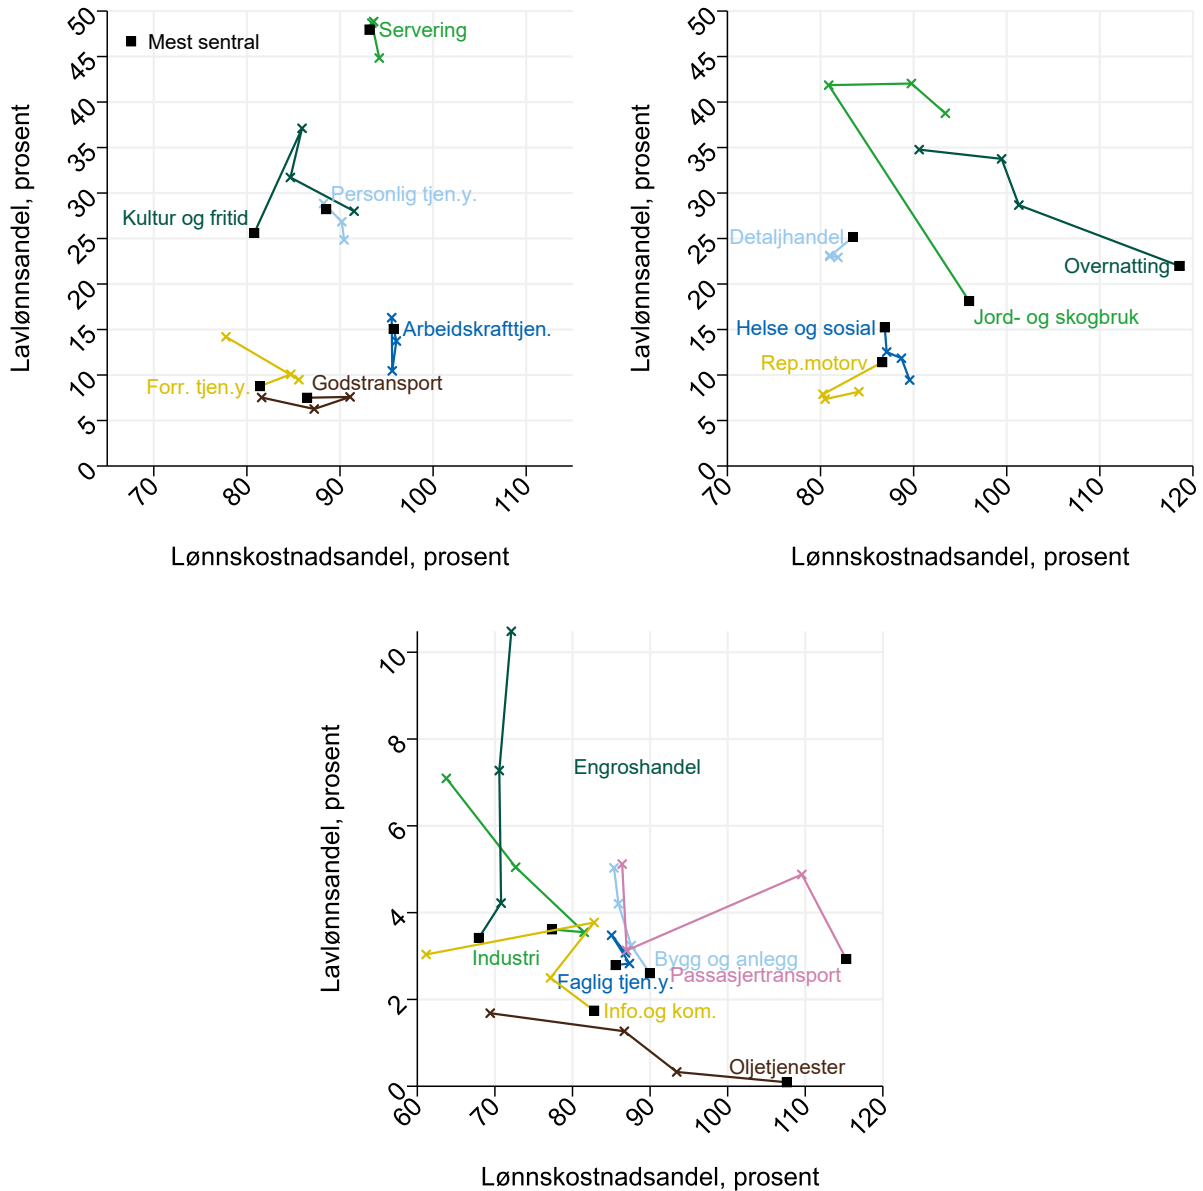 50
45
40
35
30
25
20
15
10
5
0
70
80
90
100
110
Lavlønnsandel, prosent
Lønnskostnadsandel, prosent
Mest sentral
Servering
Personlig tjen.y.
Kultur og fritid
Arbeidskrafttjen.
Godstransport
Forr. tjen.y.
50
45
40
35
30
25
20
15
10
5
0
70
80
90
100
110
120
Lavlønnsandel, prosent
Lønnskostnadsandel, prosent
Detaljhandel
Overnatting
Jord- og skogbruk
Helse og sosial
Rep.motorv
10
8
6
4
2
0
60
70
80
90
100
110
120
Lavlønnsandel, prosent
Lønnskostnadsandel, prosent
Engroshandel
Industri
Bygg og anlegg
Passasjertransport
Faglig tjen.y.
Info.og kom.
Oljetjenester